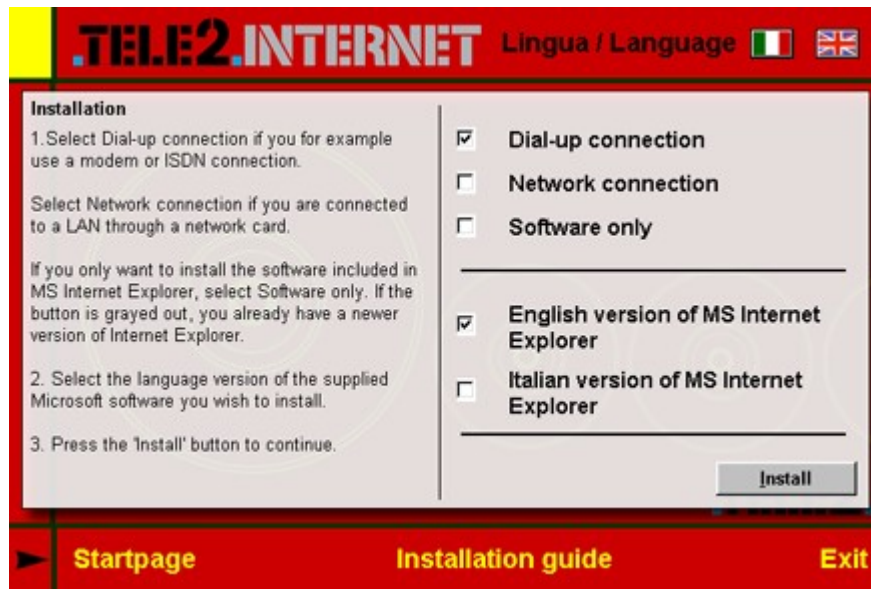 .TELE2.INTERNET Lingua / Language
Installation
1.Select Dial-up connection if you for example
use a modem or ISDN connection.
Select Network connection if you are connected
to a LAN through a network card.
If you only want to install the software included in
MS Internet Explorer, select Software only. If the
button is grayed out, you already have a newer
version of Internet Explorer.
2. Select the language version of the supplied
Microsoft software you wish to install.
3. Press the 'Install' button to continue.
Dial-up connection
Network connection
Software only
English version of MS Internet
Explorer
Italian version of MS Internet
Explorer
Install
Startpage Installation guide Exit